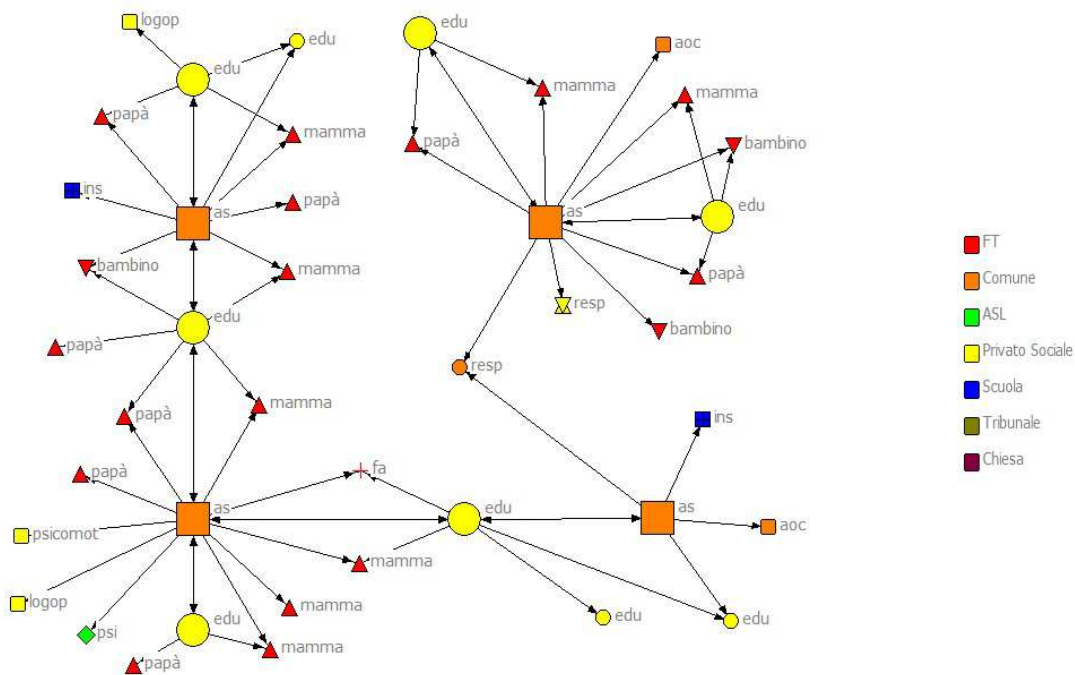 logop
edu
edu
aoc
edu
mamma
mamma
papà
mamma
bambino
papà
ins
papà
edu
as
as
FT
bambino
mamma
papà
Comune
resp
ASL
edu
bambino
papà
Privato Sociale
resp
Scuola
papà
mamma
ins
Tribunale
papà
fa
Chiesa
as
edu
as
psicomot
aoc
mamma
logop
mamma
edu
edu
psi
edu
papà
mamma